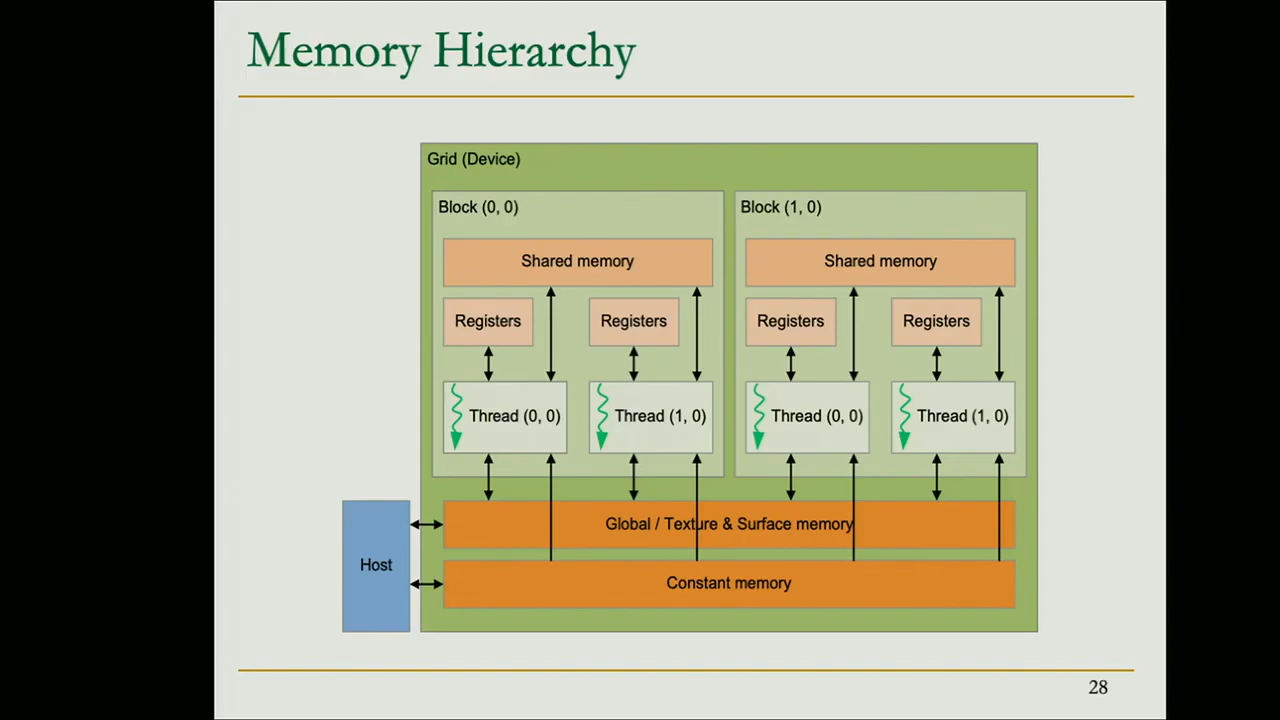 Memory Hierarchy
Grid (Device)
Block (0, 0)
Block (1, 0)
Shared memory
Shared memory
Registers
Registers
Registers
Registers
Thread (0, 0)
Thread (1, 0)
Thread (0, 0)
Thread (1, 0)
Global / Texture & Surface memory
Host
Constant memory
28